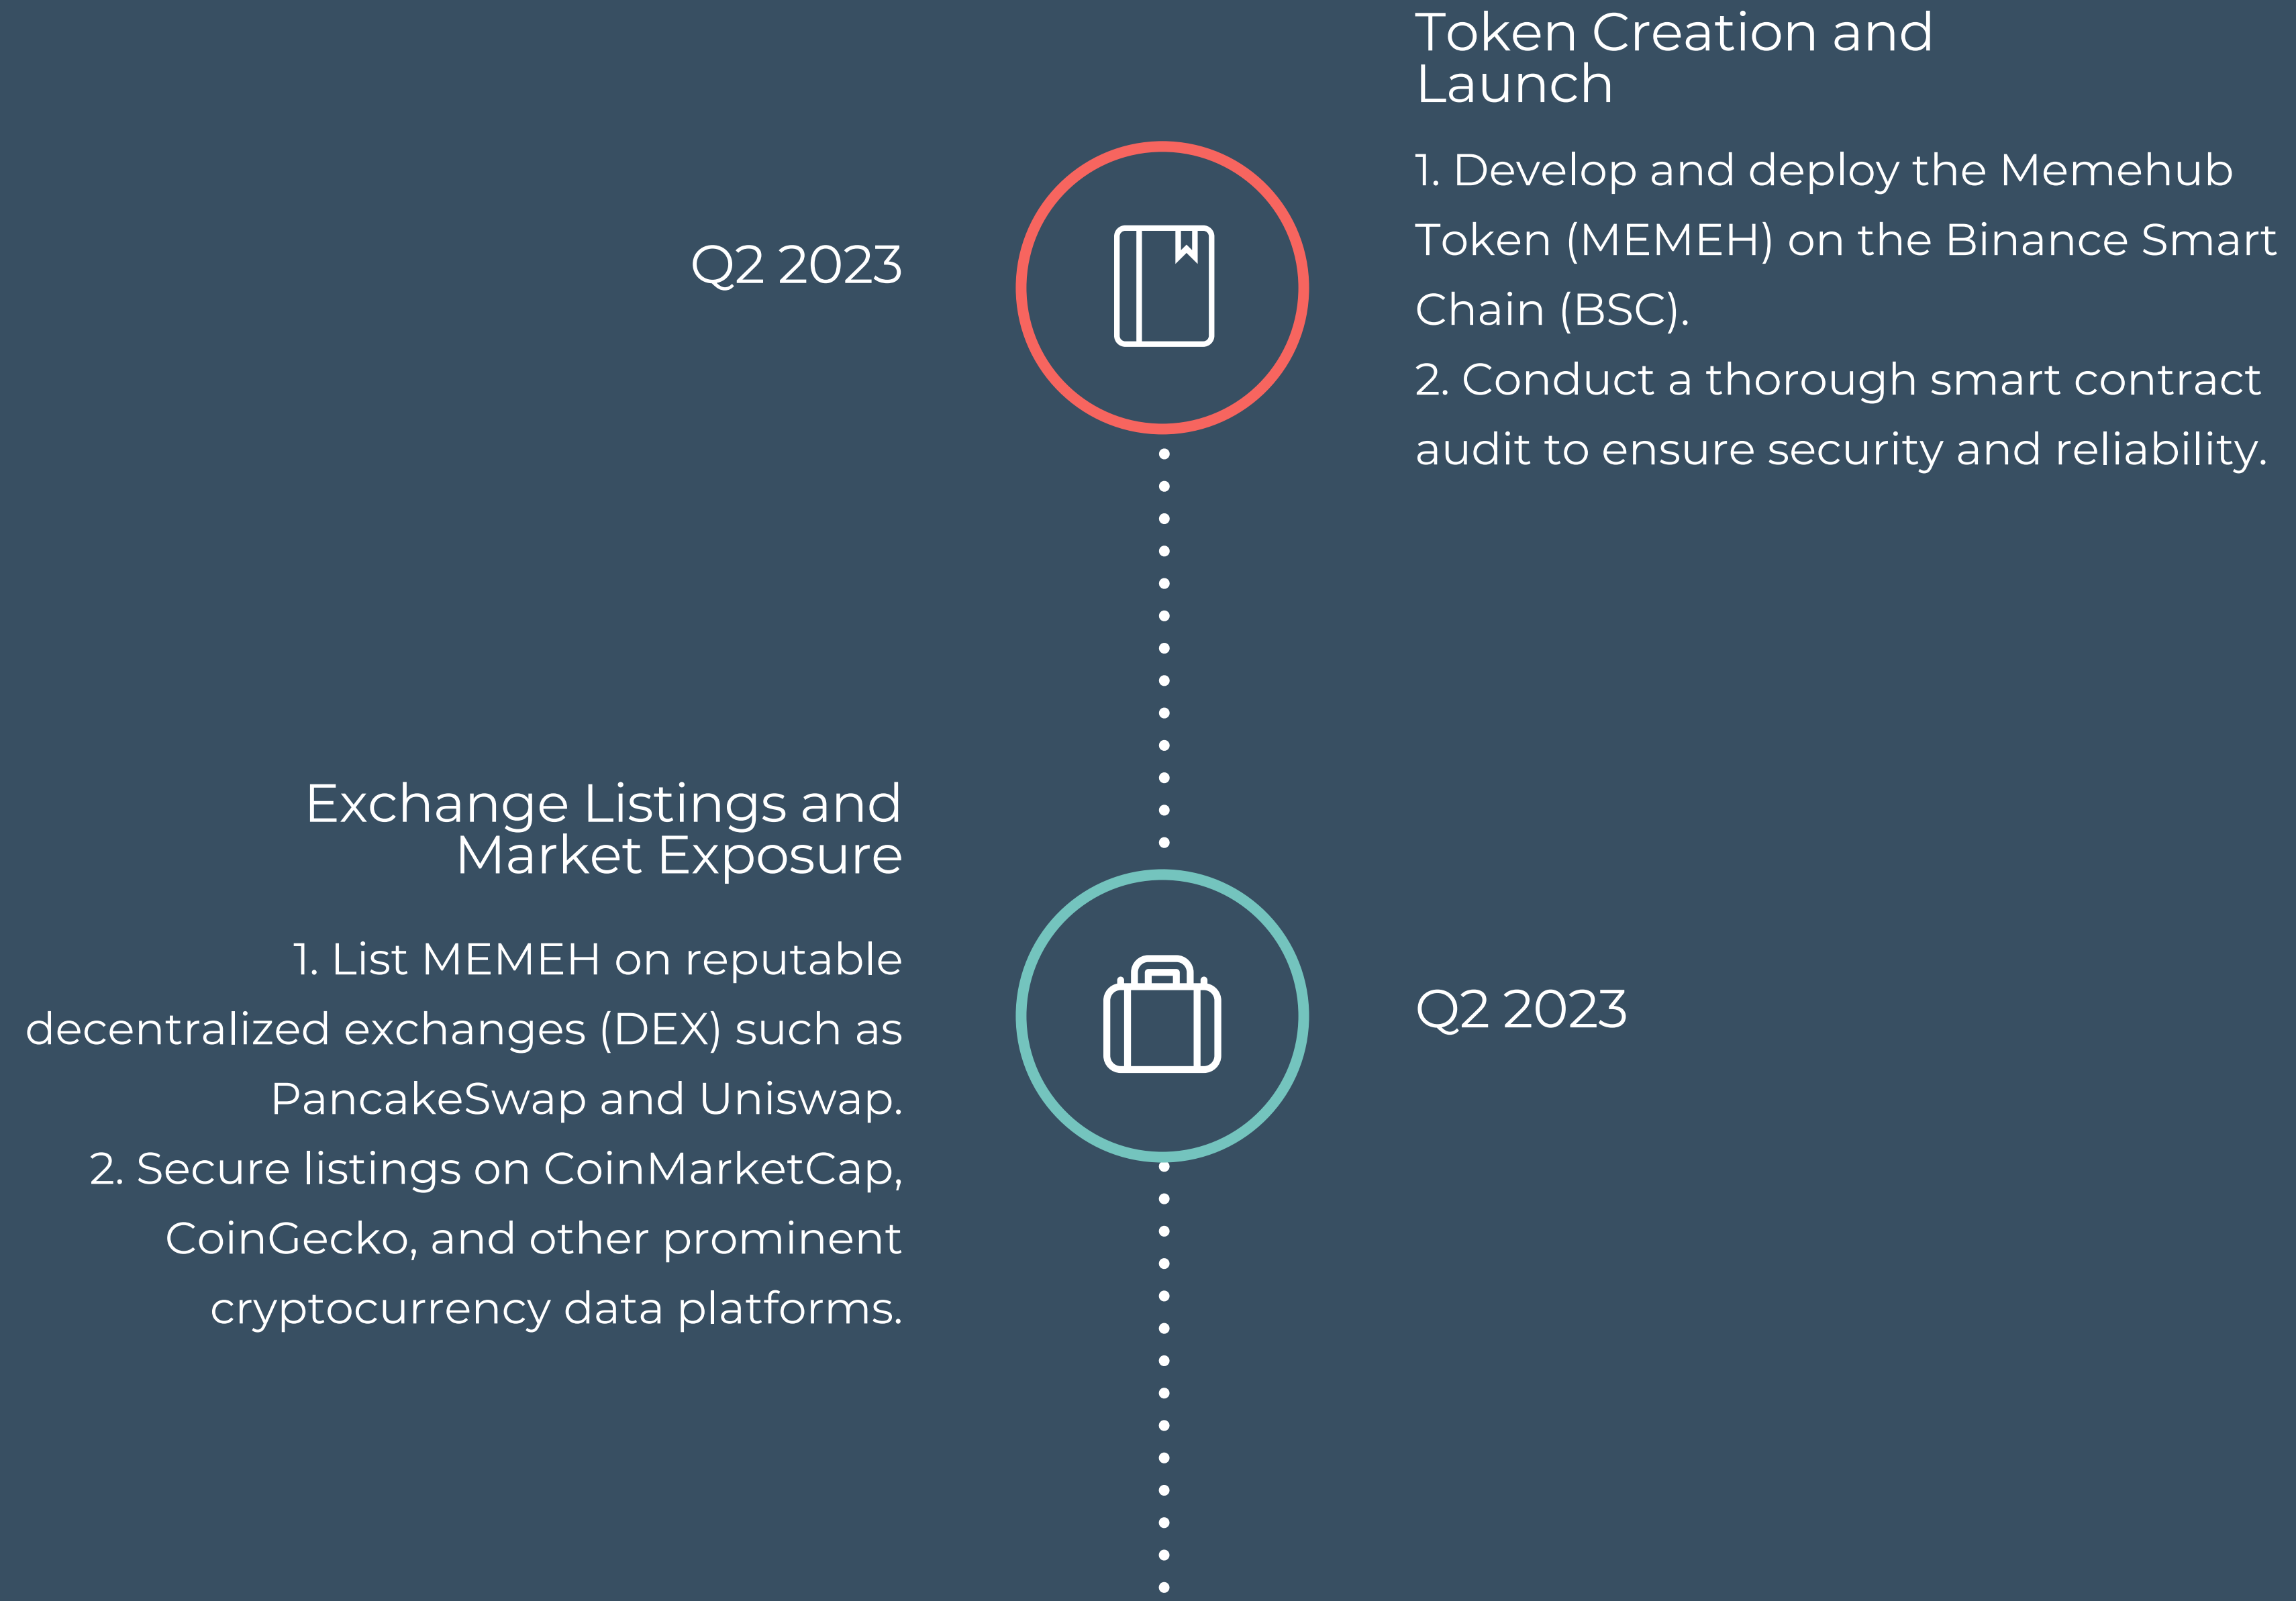 Token Creation and
Launch
1. Develop and deploy the Memehub
Token (MEMEH) on the Binance Smart
Chain (BSC).
2. Conduct a thorough smart contract
audit to ensure security and reliability.
Q2 2023
Exchange Listings and
Market Exposure
1. List MEMEH on reputable
decentralized exchanges (DEX) such as
PancakeSwap and Uniswap.
2. Secure listings on CoinMarketCap,
CoinGecko, and other prominent
cryptocurrency data platforms.
Q2 2023